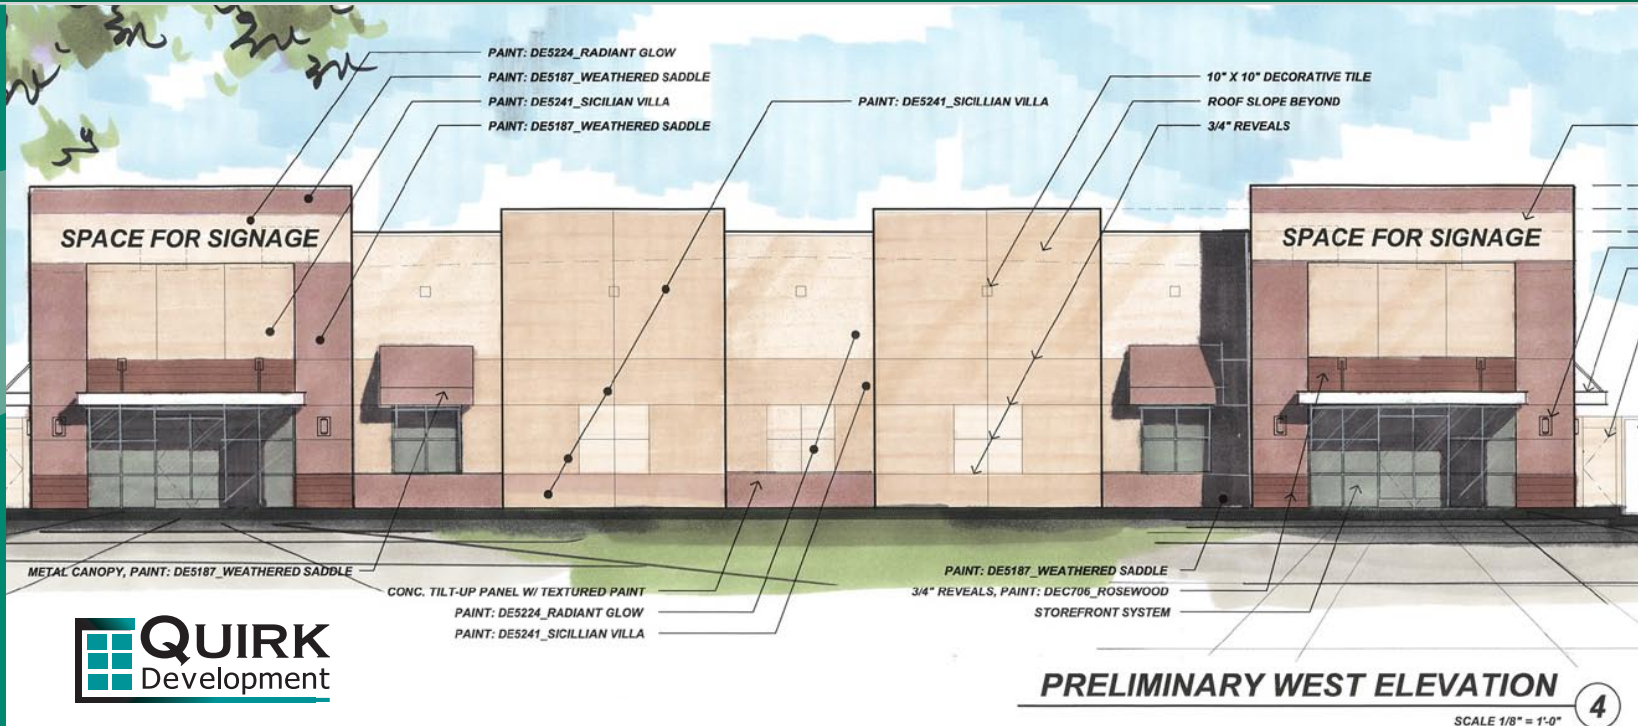 PAINT: DE5224_RADIANT GLOW
PAINT: DE5187_WEATHERED SADDLE
PAINT: DE5241_SICILIAN VILLA
PAINT: DE5187_WEATHERED SADDLE
PAINT: DE5241_SICILLIAN VILLA
10" X 10" DECORATIVE TILE
ROOF SLOPE BEYOND
3/4" REVEALS
SPACE FOR SIGNAGE
SPACE FOR SIGNAGE
METAL CANOPY, PAINT: DE5187_WEATHERED SADDLE
CONC. TILT-UP PANEL W/ TEXTURED PAINT
PAINT: DE5224_RADIANT GLOW
PAINT: DE5241_SICILLIAN VILLA
PAINT: DE5187_WEATHERED SADDLE
3/4" REVEALS, PAINT: DEC706_ROSEWOOD
STOREFRONT SYSTEM
QUIRK
Development
PRELIMINARY WEST ELEVATION
4
SCALE 1/8" = 1'-0"